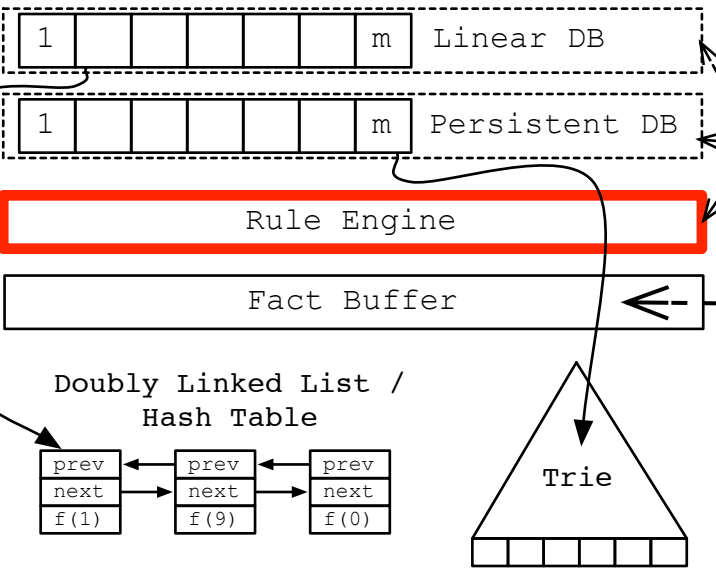 1 m Linear DB
1 m Persistent DB
Rule Engine
Fact Buffer
Doubly Linked List /
Hash Table
prev prev prev
next next next
f(1) f(9) f(0)
Trie